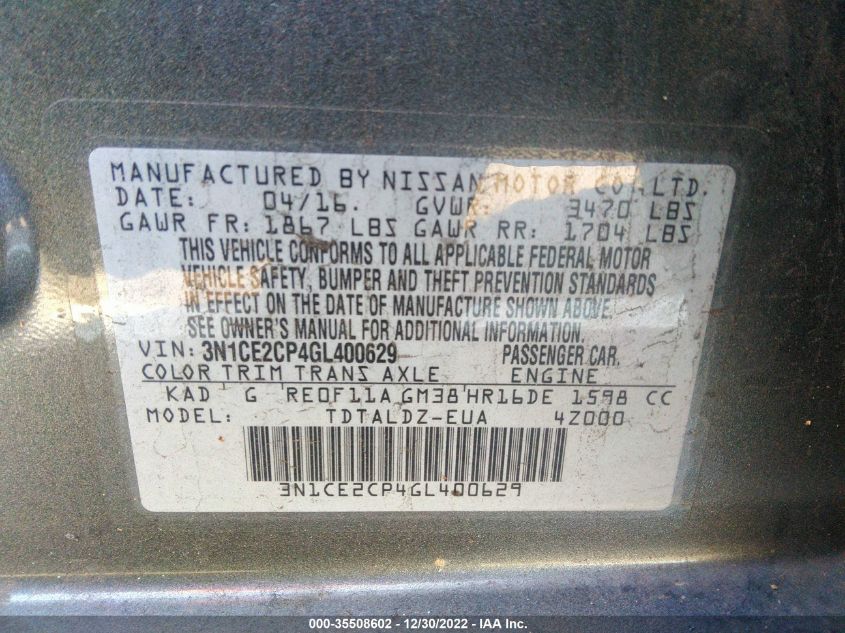 MANUFACTURED BY NISSAN MOTOR CO., LTD.
DATE: 04/16. GVWR: 3470 LBS
GAWR FR: 1867 LBS GAWR RR: 1704 LBS
THIS VEHICLE CONFORMS TO ALL APPLICABLE FEDERAL MOTOR
VEHICLE SAFETY, BUMPER AND THEFT PREVENTION STANDARDS
IN EFFECT ON THE DATE OF MANUFACTURE SHOWN ABOVE.
SEE OWNER'S MANUAL FOR ADDITIONAL INFORMATION.
VIN: 3N1CE2CP4GL400629 PASSENGER CAR.
COLOR TRIM TRANS AXLE ENGINE
KAD G RE0F11A GM38 HR16DE 1598 CC
MODEL: TDTALDZ-EUA 4Z000
3N1CE2CP4GL400629
000-35508602 - 12/30/2022 - IAA Inc.